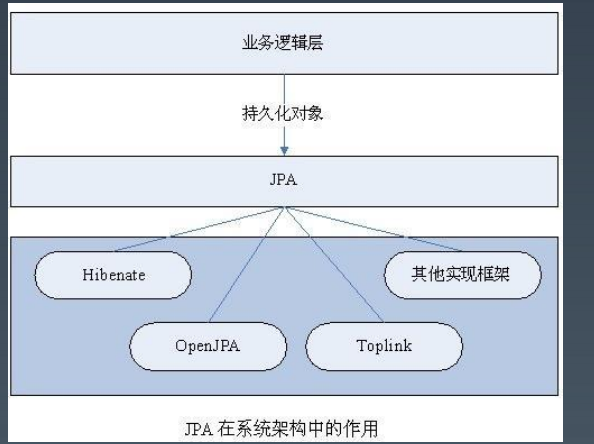 业务逻辑层
持久化对象
JPA
Hibenate
其他实现框架
OpenJPA
Toplink
JPA 在系统架构中的作用